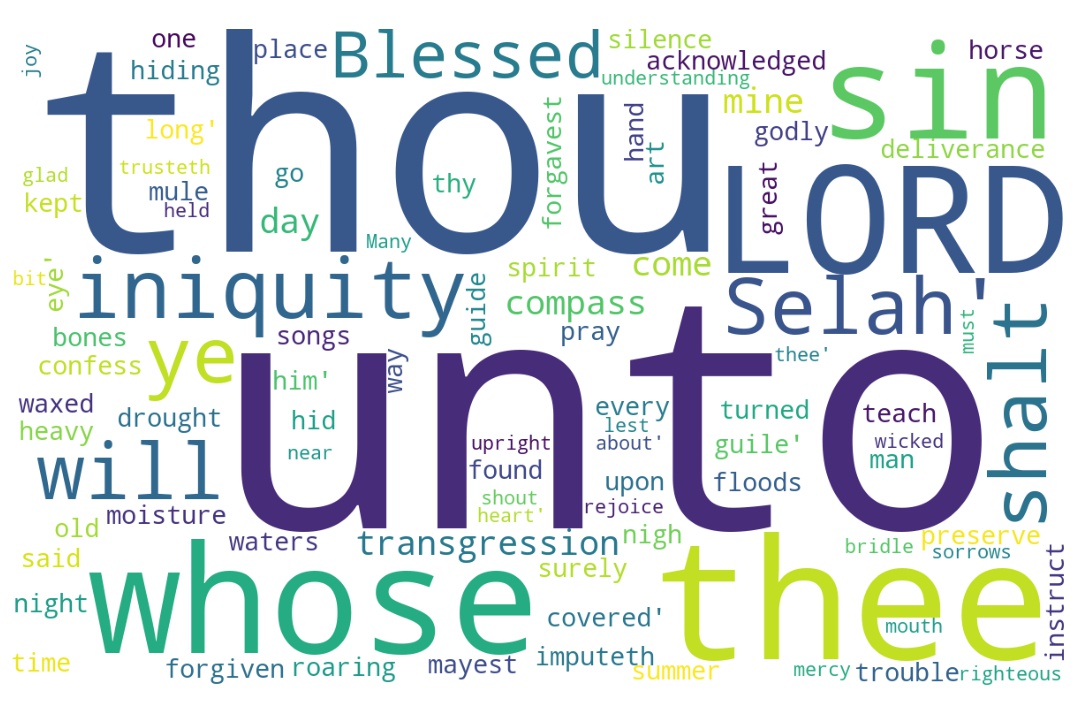 joy
one
hiding
place
Blessed
silence
acknowledged
understanding
sin
horse
thou
long'
trusteth
glad
kept
mule
held
go
day
thy
Many
forgavest
hand
art
mine
godly
deliverance
great
LORD
bit
eye'
iniquity
guide
spirit
come
compass
pray
Selah'
must
shalt
bones
confess
ye
songs
him'
way
thee'
unto
waxed
heavy
drought
hid
near
every
lest
about'
turned
guile'
teach
wicked
man
will
moisture
upright
found
shout
heart'
upon
rejoice
floods
old
said
waters
transgression
nigh
surely
preserve
bridle
sorrows
instruct
night
whose
covered'
thee
mouth
time
forgiven
roaring
mayest
imputeth
summer
mercy
trouble
righteous